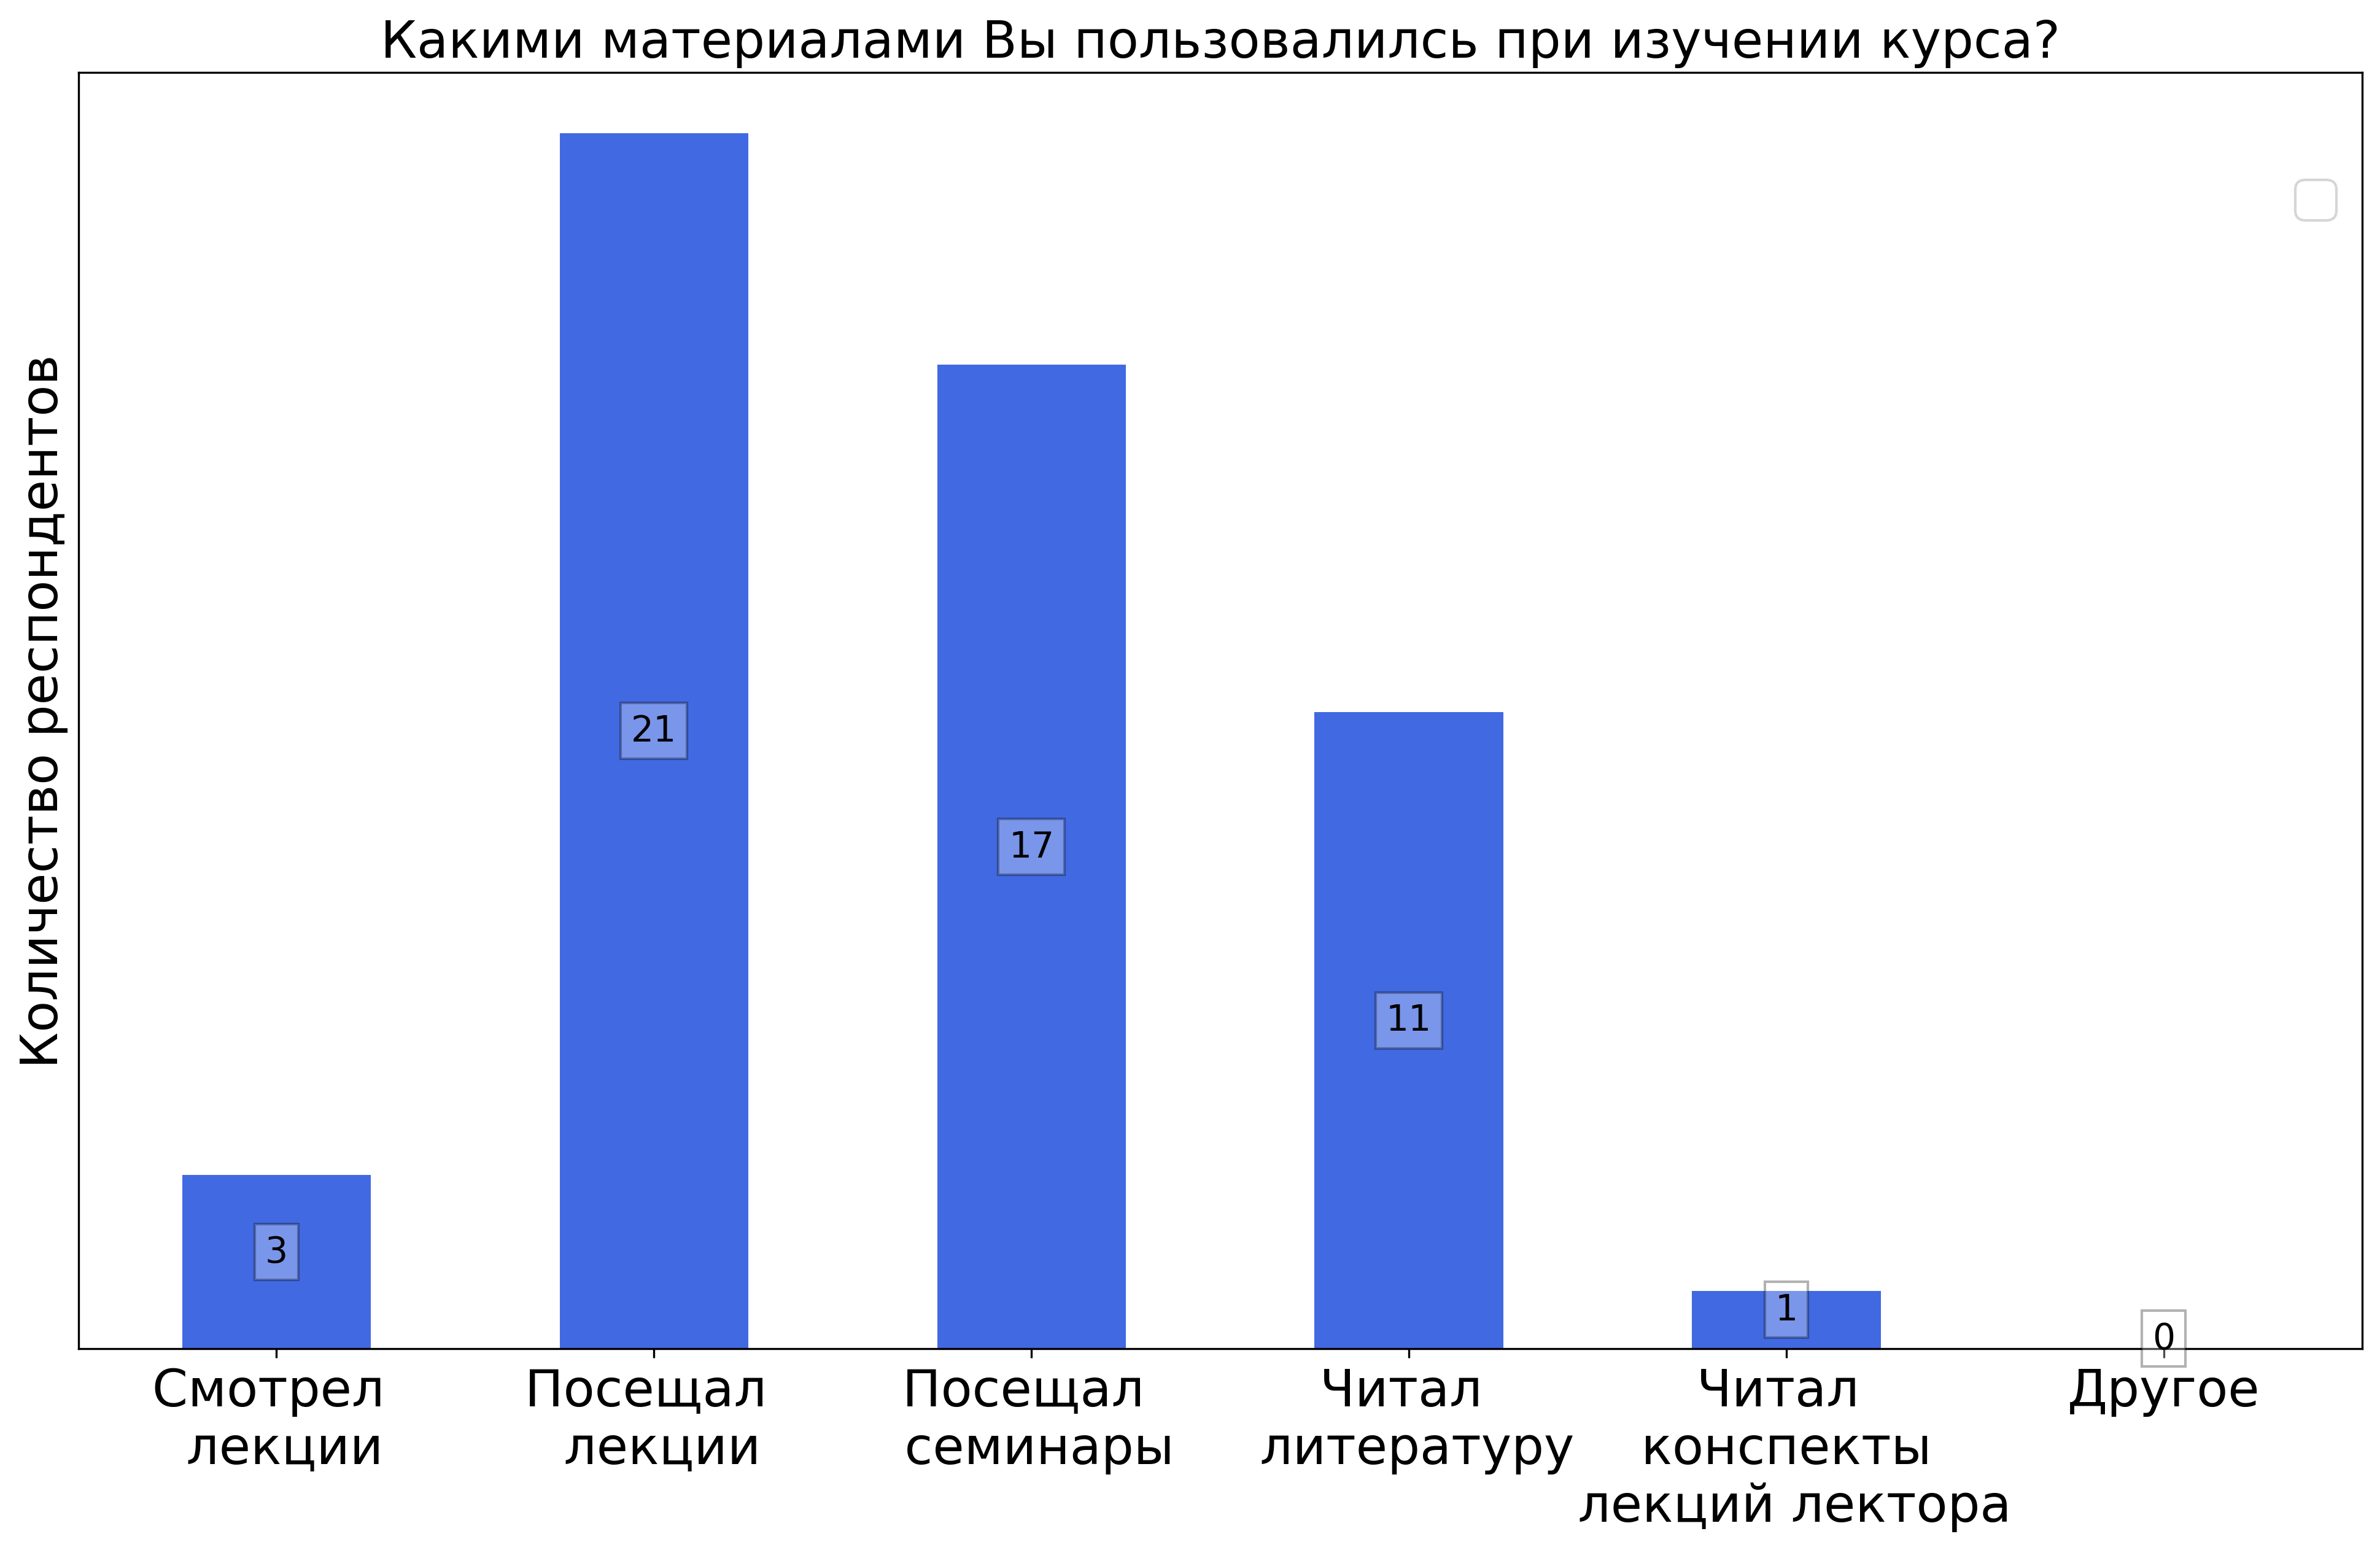 Какими материалами Вы пользовалилсь при изучении курса?
Количество респондентов
21
17
11
3
1
0
Смотрел
лекции
Посещал
лекции
Посещал
семинары
Читал
литературу
Читал
конспекты
лекций лектора
Другое